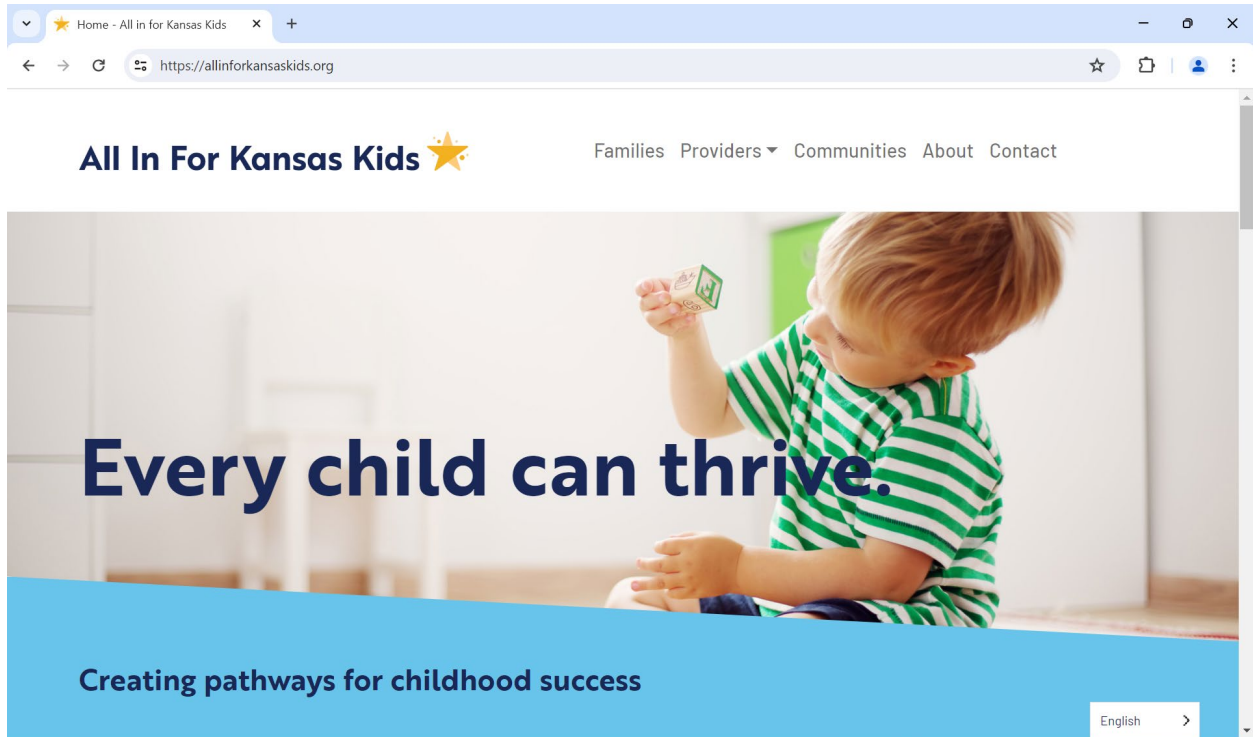 Home - All in for Kansas Kids
https://allinforkansaskids.org
All In For Kansas Kids
Families Providers Communities About Contact
Every child can thrive.
Creating pathways for childhood success
English